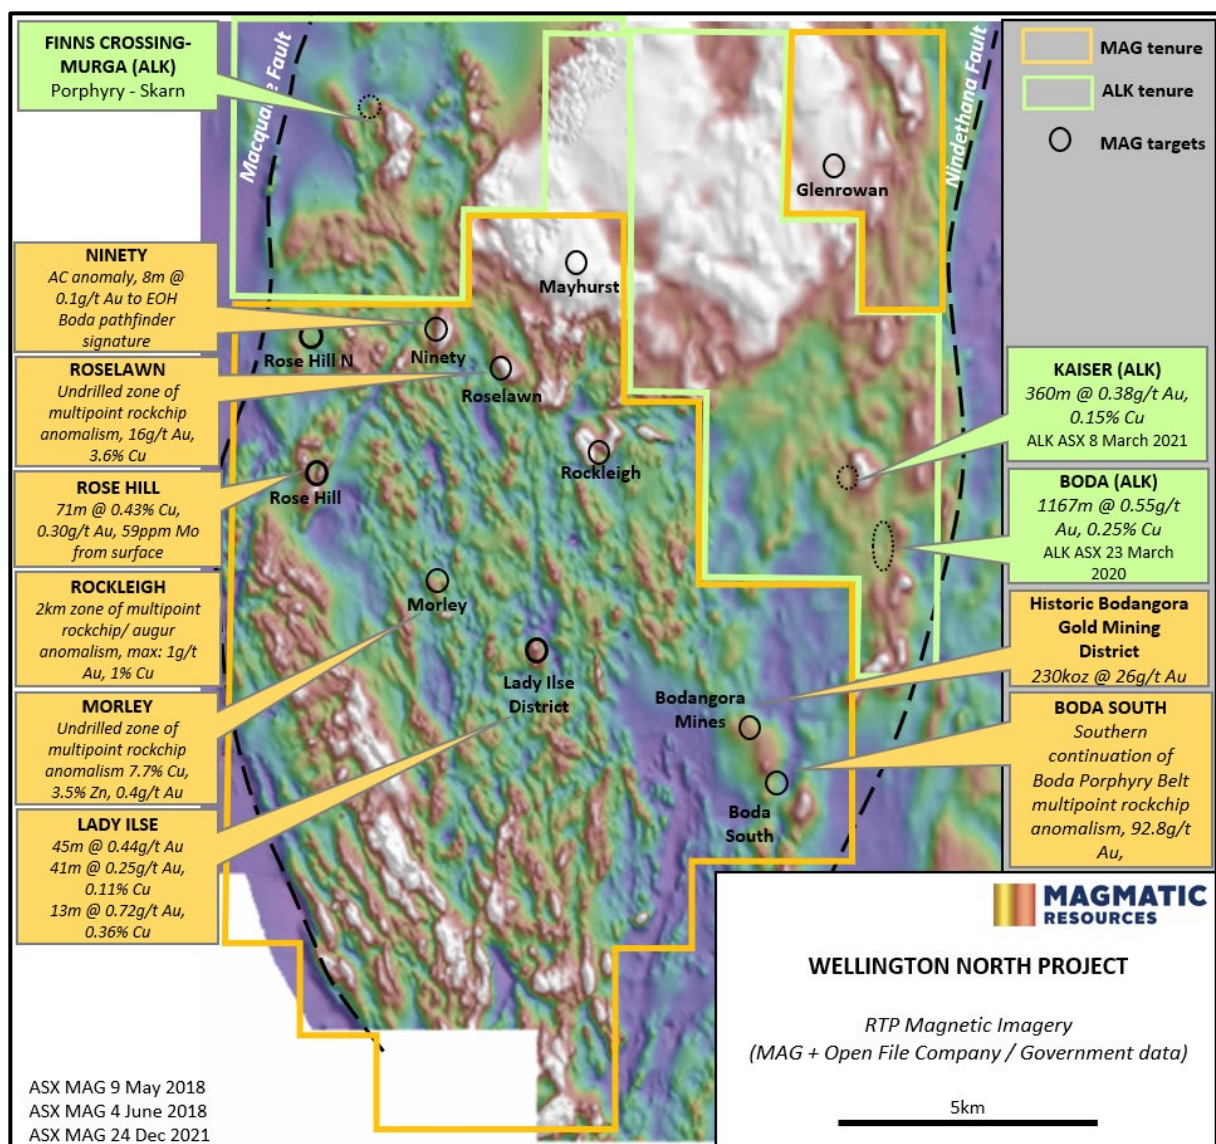 FINNS CROSSING-
MURGA (ALK)
Porphyry - Skarn
Macquarie Fault
Nindethana Fault
MAG tenure
ALK tenure
MAG targets
Glenrowan
Mayhurst
NINETY
AC anomaly, 8m @
0.1g/t Au to EOH
Boda pathfinder
signature
Rose Hill N
Ninety
Roselawn
ROSELAWN
Undrilled zone of
multipoint rockchip
anomalism, 16g/t Au,
3.6% Cu
KAISER (ALK)
360m @ 0.38g/t Au,
0.15% Cu
ALK ASX 8 March 2021
Rockleigh
Rose Hill
ROSE HILL
71m @ 0.43% Cu,
0.30g/t Au, 59ppm Mo
from surface
BODA (ALK)
1167m @ 0.55g/t
Au, 0.25% Cu
ALK ASX 23 March
2020
ROCKLEIGH
2km zone of multipoint
rockchip/ augur
anomalism, max: 1g/t
Au, 1% Cu
Morley
Historic Bodangora
Gold Mining
District
230koz @ 26g/t Au
Lady Ilse
District
Bodangora
Mines
MORLEY
Undrilled zone of
multipoint rockchip
anomalism 7.7% Cu,
3.5% Zn, 0.4g/t Au
BODA SOUTH
Southern
continuation of
Boda Porphyry Belt
multipoint rockchip
anomalism, 92.8g/t
Au,
Boda
South
LADY ILSE
45m @ 0.44g/t Au
41m @ 0.25g/t Au,
0.11% Cu
13m @ 0.72g/t Au,
0.36% Cu
MAGMATIC
RESOURCES
WELLINGTON NORTH PROJECT
RTP Magnetic Imagery
(MAG + Open File Company / Government data)
5km
ASX MAG 9 May 2018
ASX MAG 4 June 2018
ASX MAG 24 Dec 2021